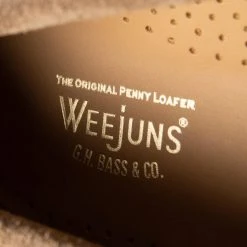 THE ORIGINAL PENNY LOAFER
WEEJUNS®
G.H. BASS & CO.